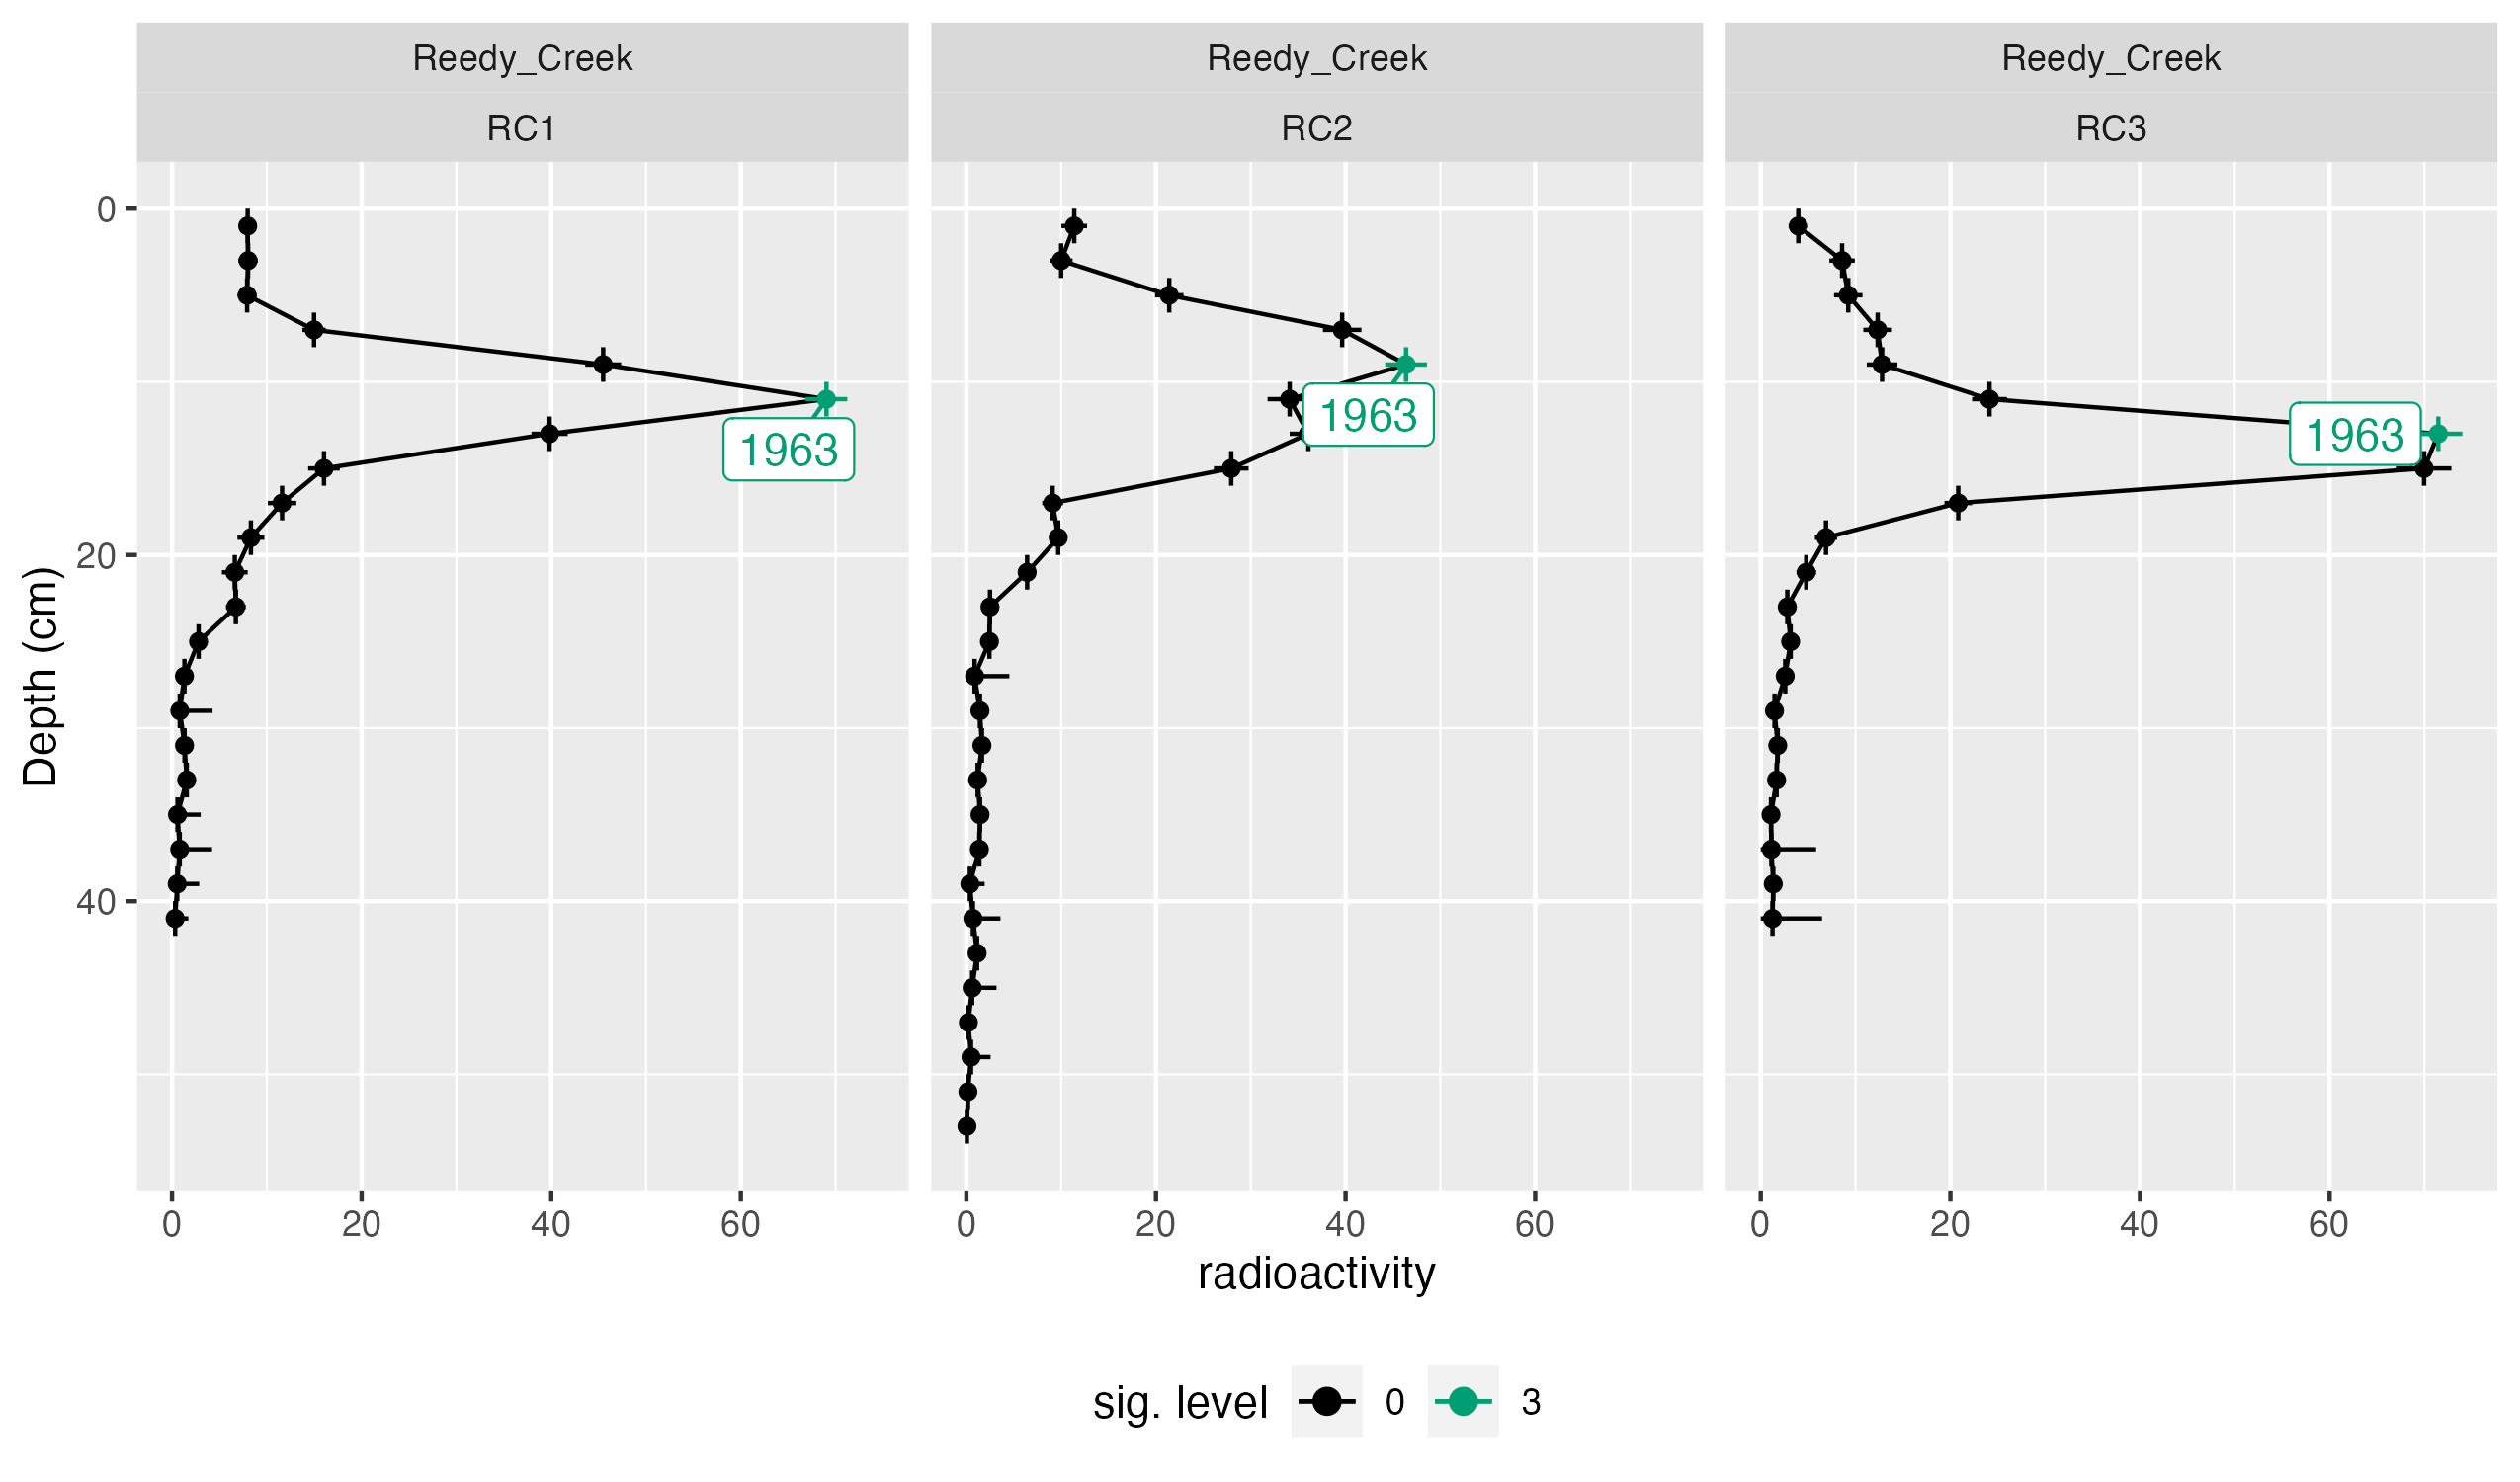 Reedy_Creek Reedy_Creek Reedy_Creek
RC1 RC2 RC3
0
20
40
Depth (cm)
1963
1963
1963
0 20 40 60 0 20 40 60 0 20 40 60
radioactivity
sig. level 0 3